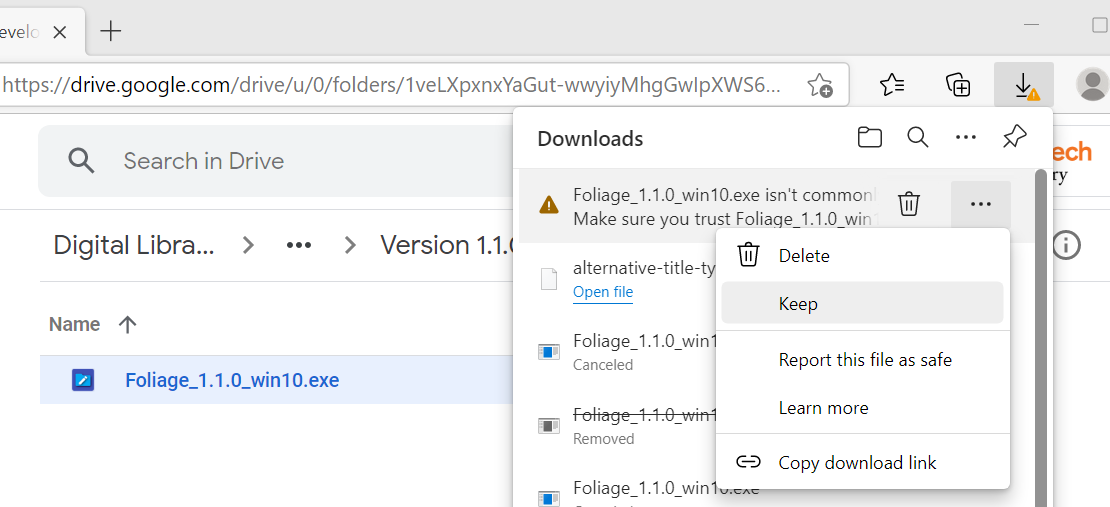 evelo
https://drive.google.com/drive/u/0/folders/1veLXpxnxYaGut-wwyiyMhgGwIpXWS6...
Search in Drive
Downloads
ech
ry
Foliage_1.1.0_win10.exe isn't common
Make sure you trust Foliage_1.1.0_win1
Digital Libra...
...
Version 1.1.0
Delete
alternative-title-ty
Open file
Keep
Name
Foliage_1.1.0_win1
Canceled
Report this file as safe
Foliage_1.1.0_win10.exe
Learn more
Foliage_1.1.0_win1
Removed
Copy download link
Foliage_1.1.0_win10.exe